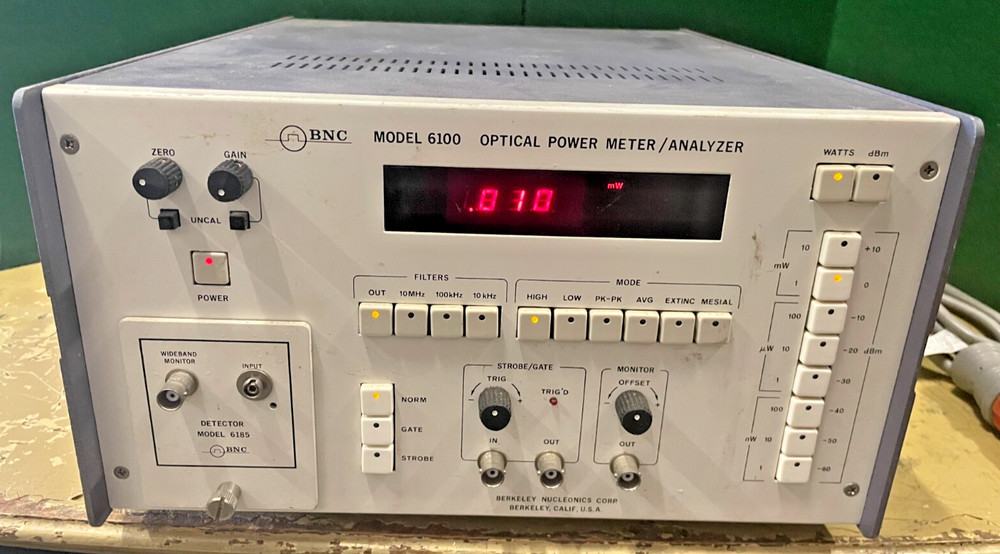 BNC MODEL 6100 OPTICAL POWER METER/ANALYZER
WATTS dBm
ZERO GAIN
.010 mW
UNCAL
POWER
FILTERS
OUT 10MHz 100kHz 10kHz
MODE
HIGH LOW PK-PK AVG EXTINC MESIAL
10 +10
mW
1 0
100 -10
μW 10 -20 dBm
1 -30
100 -40
nW 10 -50
1 -60
WIDEBAND
MONITOR
INPUT
DETECTOR
MODEL 6185
BNC
NORM
GATE
STROBE
STROBE/GATE
TRIG
- +
TRIG'D
IN OUT
MONITOR
OFFSET
- +
OUT
BERKELEY NUCLEONICS CORP.
BERKELEY, CALIF, U.S.A.